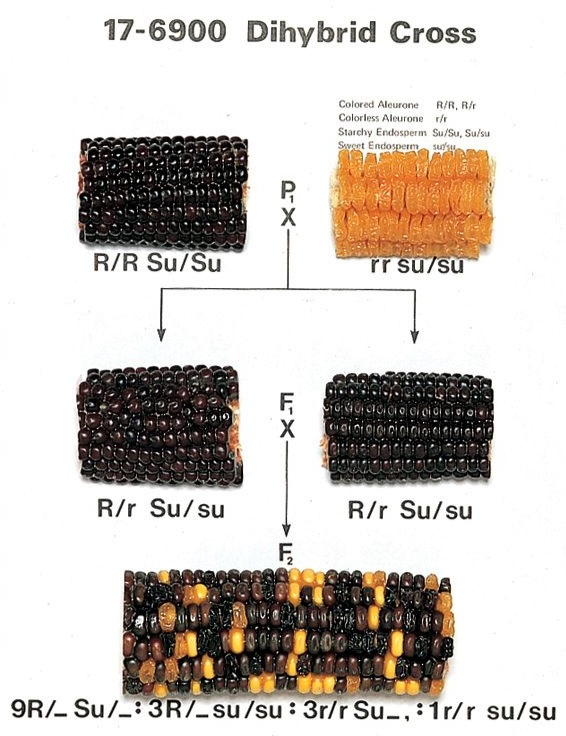 17-6900 Dihybrid Cross
Colored Aleurone R/R, R/r
Colorless Aleurone r/r
Starchy Endosperm Su/Su, Su/su
Sweet Endosperm su/su
P1
X
R/R Su/Su
rr su/su
F1
X
R/r Su/su
R/r Su/su
F2
9R/_ Su/_: 3R/_su/su : 3r/r Su_, : 1r/r su/su